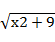 √x2 + 9